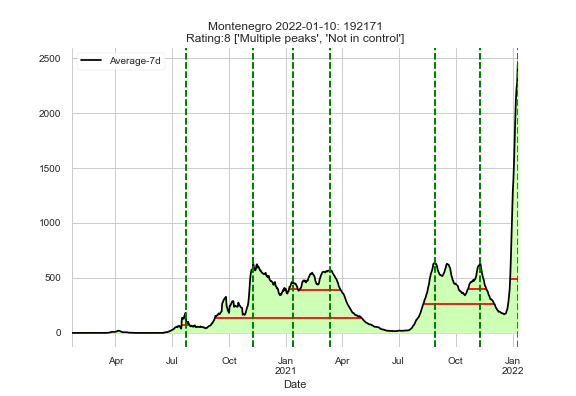 Montenegro 2022-01-10: 192171
Rating:8 ['Multiple peaks', 'Not in control']
Average-7d
2500
2000
1500
1000
500
0
Apr Jul Oct Jan Apr Jul Oct Jan
2021 2022
Date